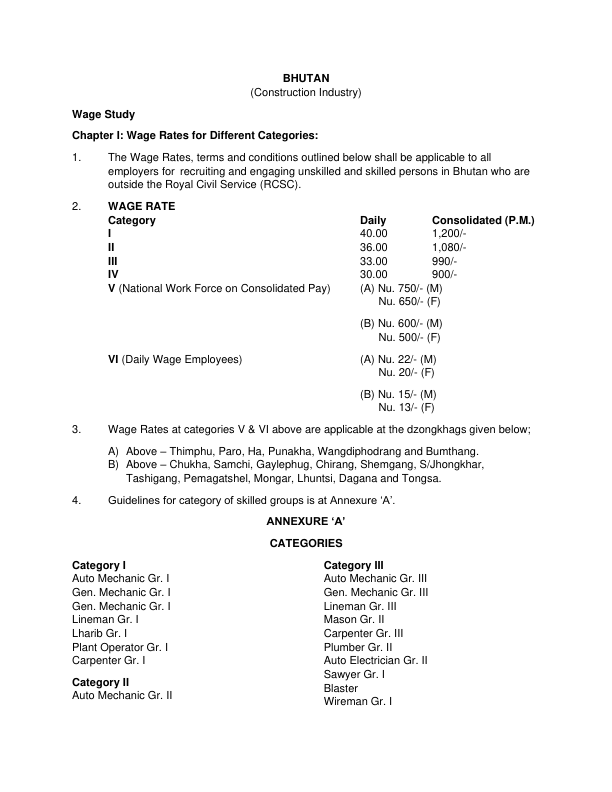 BHUTAN
(Construction Industry)
Wage Study
Chapter I: Wage Rates for Different Categories:
1. The Wage Rates, terms and conditions outlined below shall be applicable to all
employers for recruiting and engaging unskilled and skilled persons in Bhutan who are
outside the Royal Civil Service (RCSC).
2. WAGE RATE
Category Daily Consolidated (P.M.)
I 40.00 1,200/-
II 36.00 1,080/-
III 33.00 990/-
IV 30.00 900/-
V (National Work Force on Consolidated Pay) (A) Nu. 750/- (M)
Nu. 650/- (F)
(B) Nu. 600/- (M)
Nu. 500/- (F)
VI (Daily Wage Employees) (A) Nu. 22/- (M)
Nu. 20/- (F)
(B) Nu. 15/- (M)
Nu. 13/- (F)
3. Wage Rates at categories V & VI above are applicable at the dzongkhags given below;
A) Above – Thimphu, Paro, Ha, Punakha, Wangdiphodrang and Bumthang.
B) Above – Chukha, Samchi, Gaylephug, Chirang, Shemgang, S/Jhongkhar,
Tashigang, Pemagatshel, Mongar, Lhuntsi, Dagana and Tongsa.
4. Guidelines for category of skilled groups is at Annexure ‘A’.
ANNEXURE ‘A’
CATEGORIES
Category I
Auto Mechanic Gr. I
Gen. Mechanic Gr. I
Gen. Mechanic Gr. I
Lineman Gr. I
Lharib Gr. I
Plant Operator Gr. I
Carpenter Gr. I
Category II
Auto Mechanic Gr. II
Category III
Auto Mechanic Gr. III
Gen. Mechanic Gr. III
Lineman Gr. III
Mason Gr. II
Carpenter Gr. III
Plumber Gr. II
Auto Electrician Gr. II
Sawyer Gr. I
Blaster
Wireman Gr. I